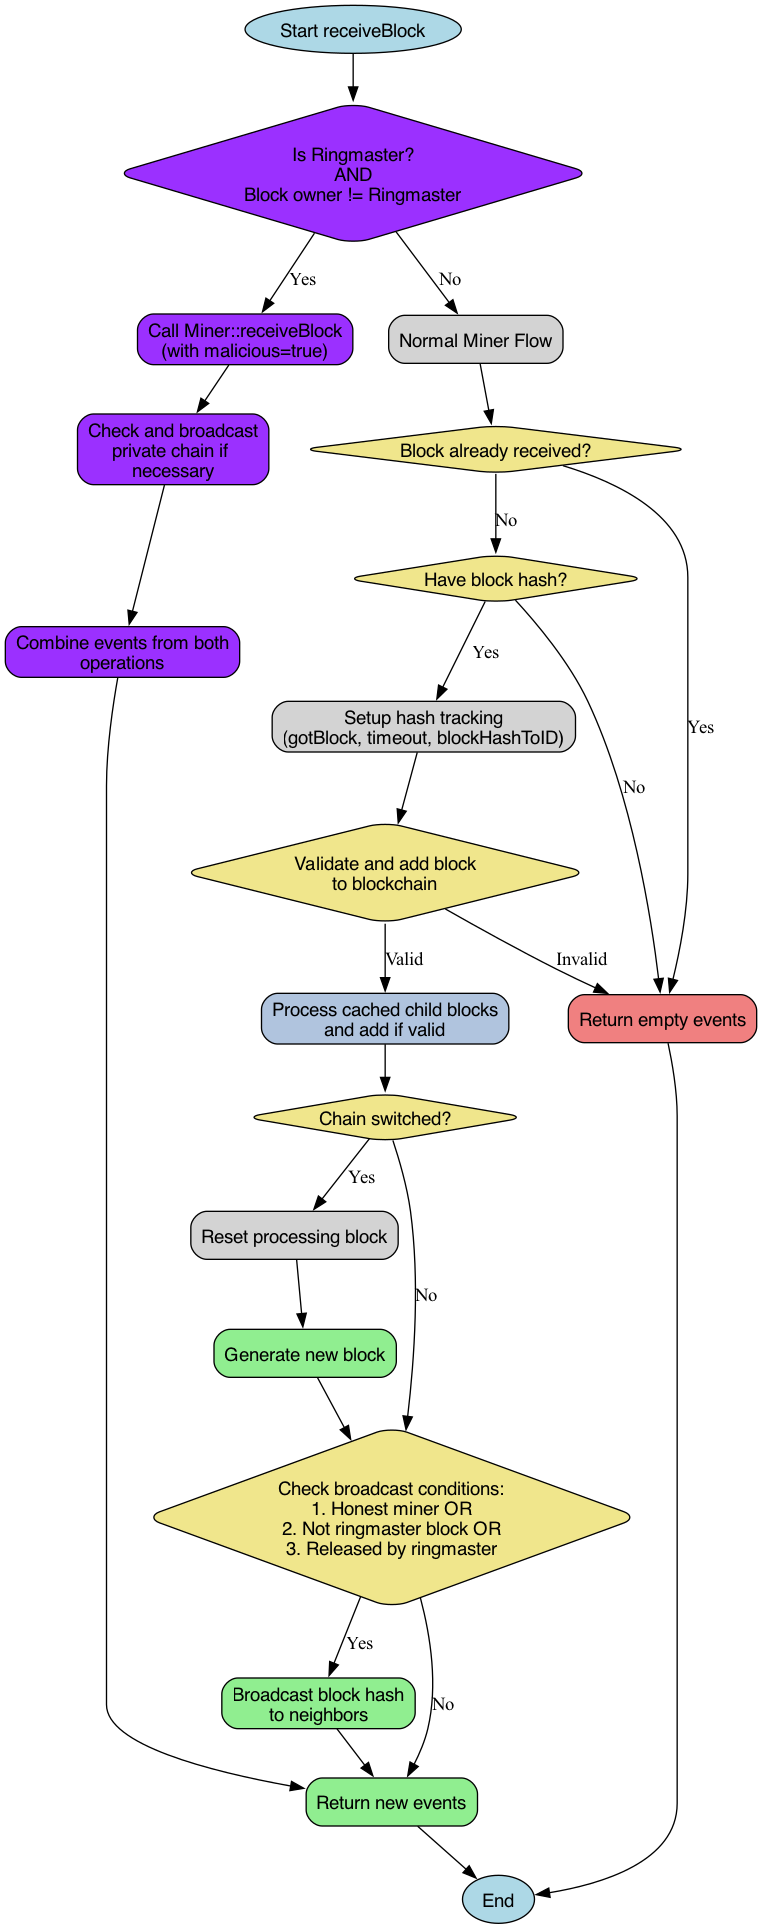 Start receiveBlock
Is Ringmaster?
AND
Block owner != Ringmaster
Yes
No
Call Miner::receiveBlock
(with malicious=true)
Normal Miner Flow
Check and broadcast
private chain if
necessary
Block already received?
No
Have block hash?
Combine events from both
operations
Yes
Setup hash tracking
(gotBlock, timeout, blockHashToID)
Yes
No
Validate and add block
to blockchain
Valid
Invalid
Process cached child blocks
and add if valid
Return empty events
Chain switched?
Yes
Reset processing block
No
Generate new block
Check broadcast conditions:
1. Honest miner OR
2. Not ringmaster block OR
3. Released by ringmaster
Yes
Broadcast block hash
to neighbors
No
Return new events
End